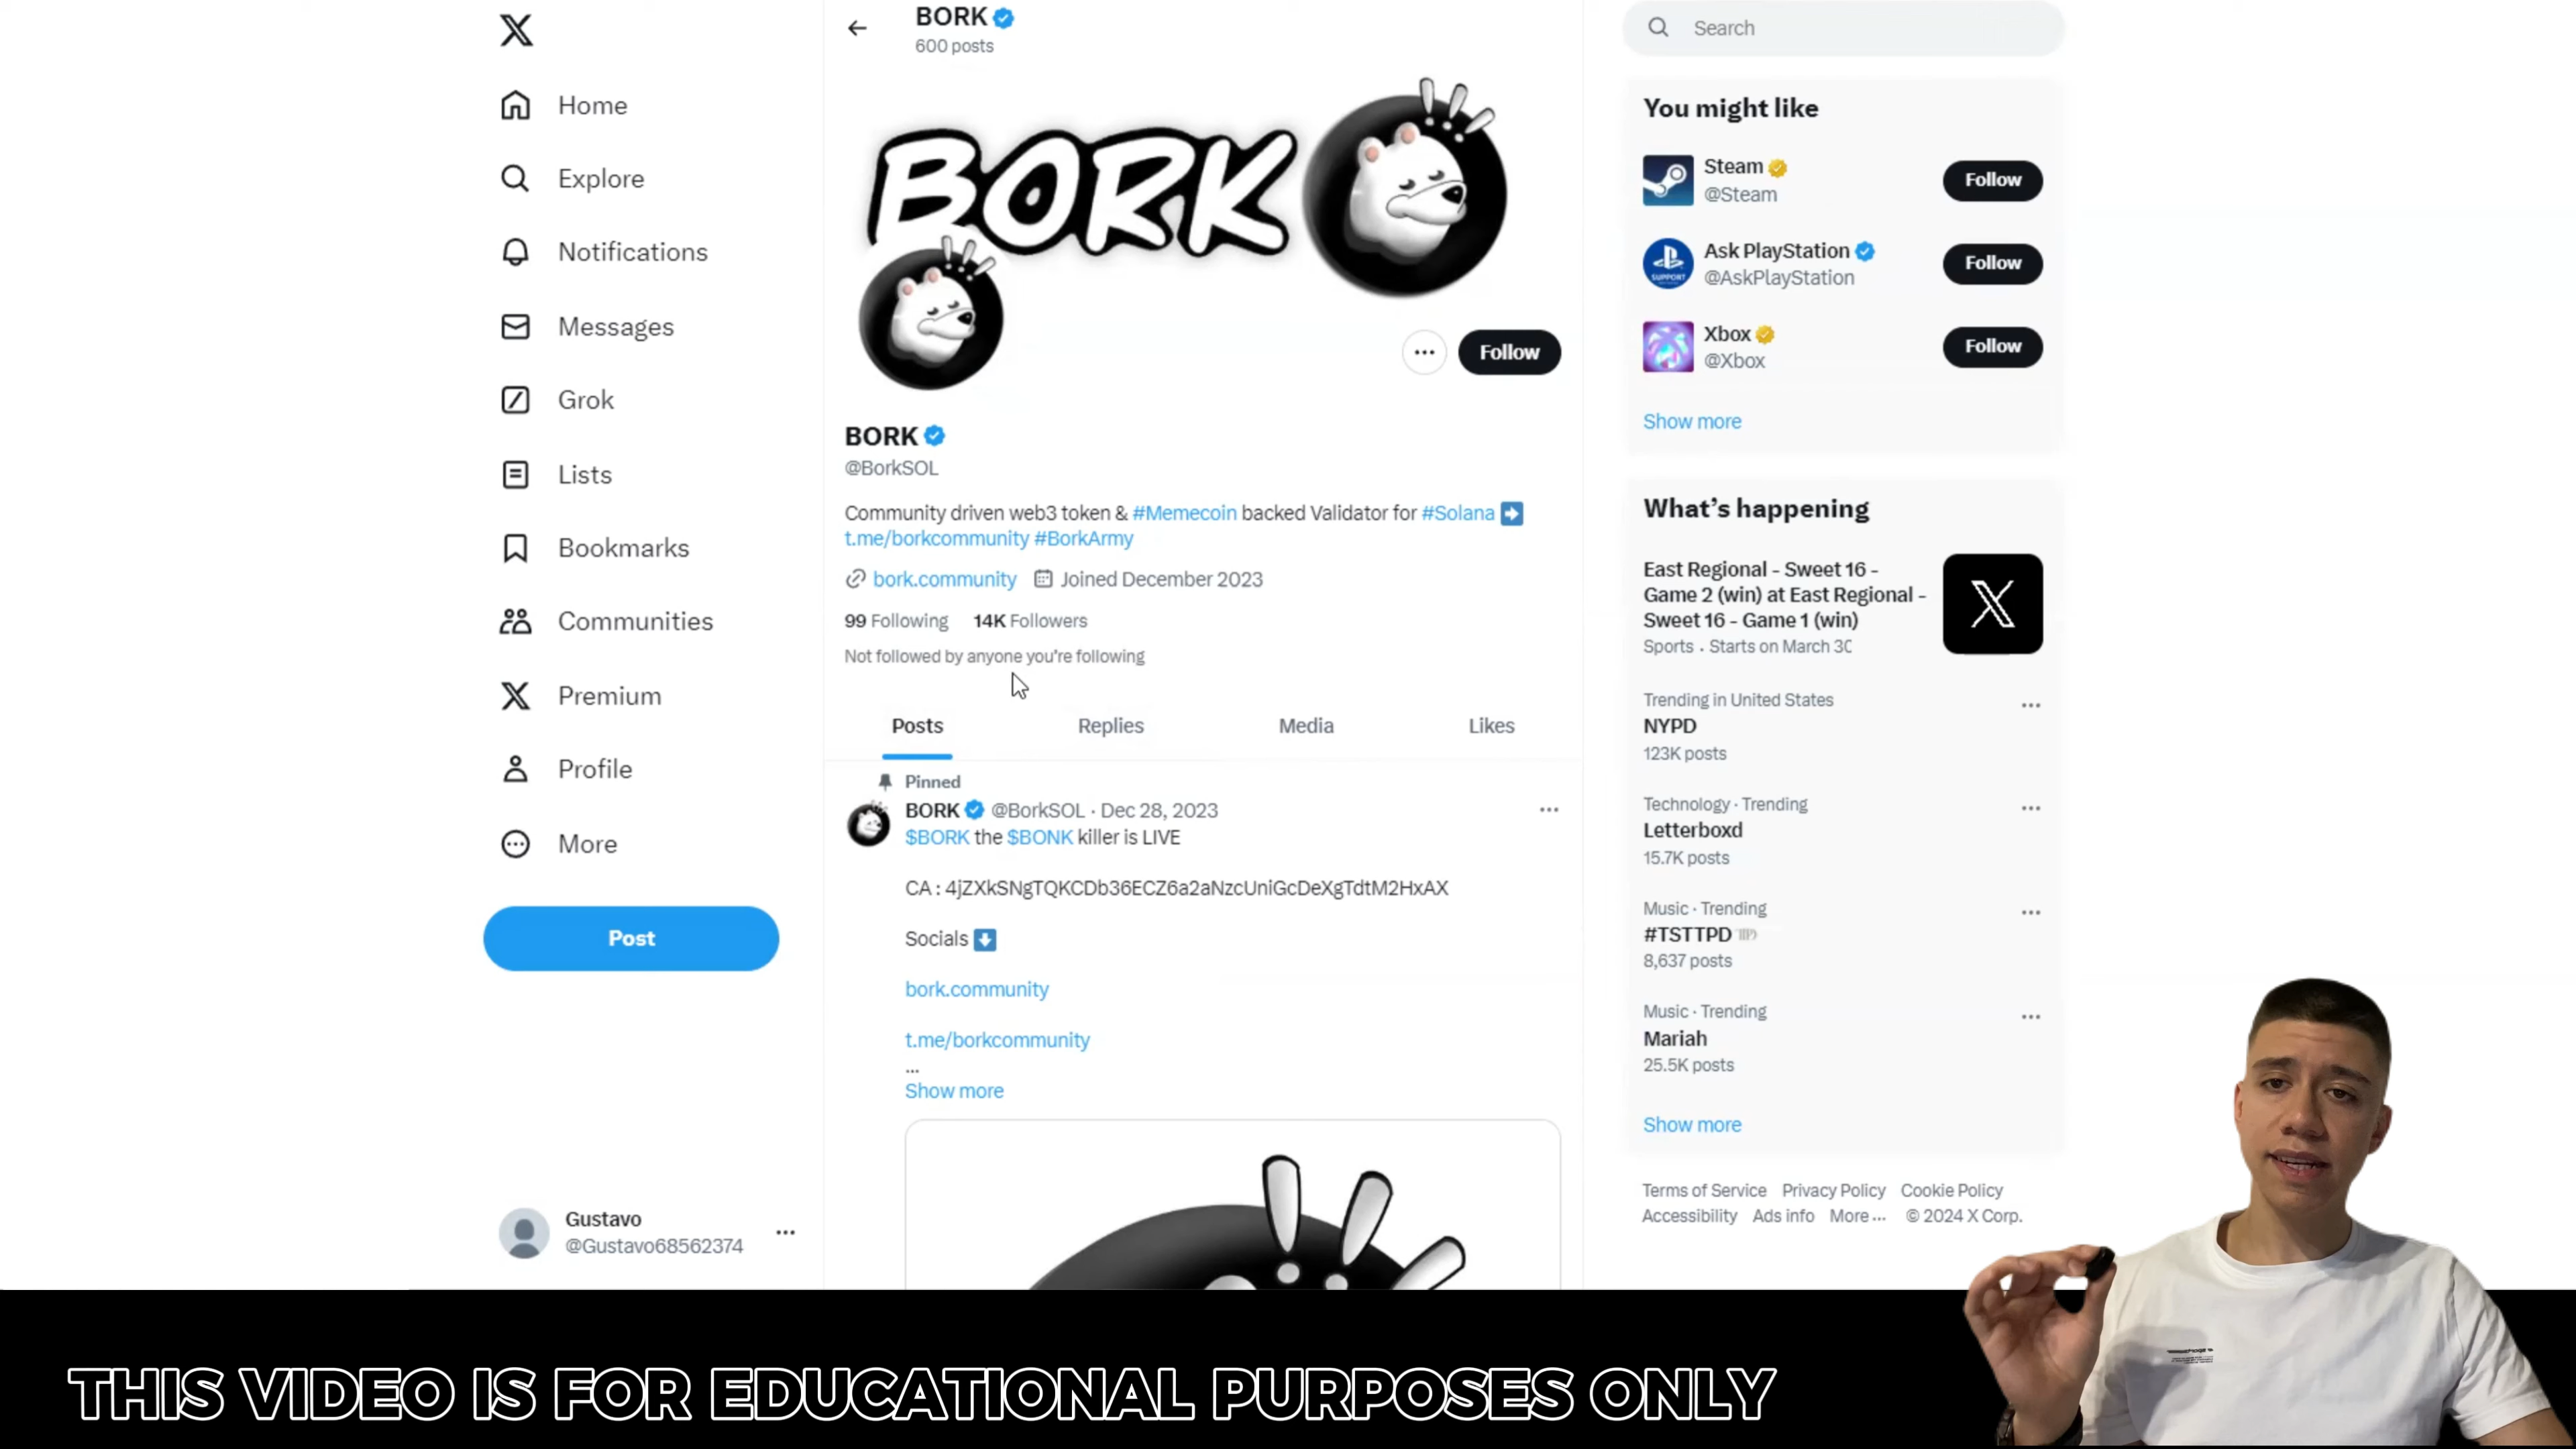 BORK
600 posts
Home
Explore
Notifications
Messages
Grok
Lists
Bookmarks
Communities
Premium
Profile
More
Post
Gustavo
@Gustavo68562374
BORK
Follow
BORK
@BorkSOL
Community driven web3 token & #Memecoin backed Validator for #Solana ➡
t.me/borkcommunity #BorkArmy
bork.community Joined December 2023
99 Following 14K Followers
Not followed by anyone you're following
Posts Replies Media Likes
Pinned
BORK @BorkSOL · Dec 28, 2023
$BORK the $BONK killer is LIVE
CA : 4jZXkSNgTQKCDb36ECZ6a2aNzcUniGcDeXgTdtM2HxAX
Socials ⬇
bork.community
t.me/borkcommunity
...
Show more
Search
You might like
Steam
@Steam
Follow
SUPPORT
Ask PlayStation
@AskPlayStation
Follow
Xbox
@Xbox
Follow
Show more
What's happening
East Regional - Sweet 16 -
Game 2 (win) at East Regional -
Sweet 16 - Game 1 (win)
Sports · Starts on March 30
Trending in United States
NYPD
123K posts
Technology · Trending
Letterboxd
15.7K posts
Music · Trending
#TSTTPD
8,637 posts
Music · Trending
Mariah
25.5K posts
Show more
Terms of Service Privacy Policy Cookie Policy
Accessibility Ads info More ... © 2024 X Corp.
THIS VIDEO IS FOR EDUCATIONAL PURPOSES ONLY